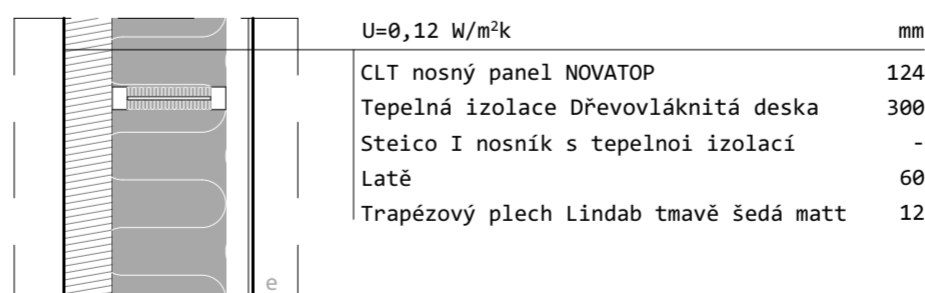 U=0,12 W/m²k mm
CLT nosný panel NOVATOP 124
Tepelná izolace Dřevovláknitá deska 300
Steico I nosník s tepelnoi izolací -
Latě 60
Trapézový plech Lindab tmavě šedá matt 12
e